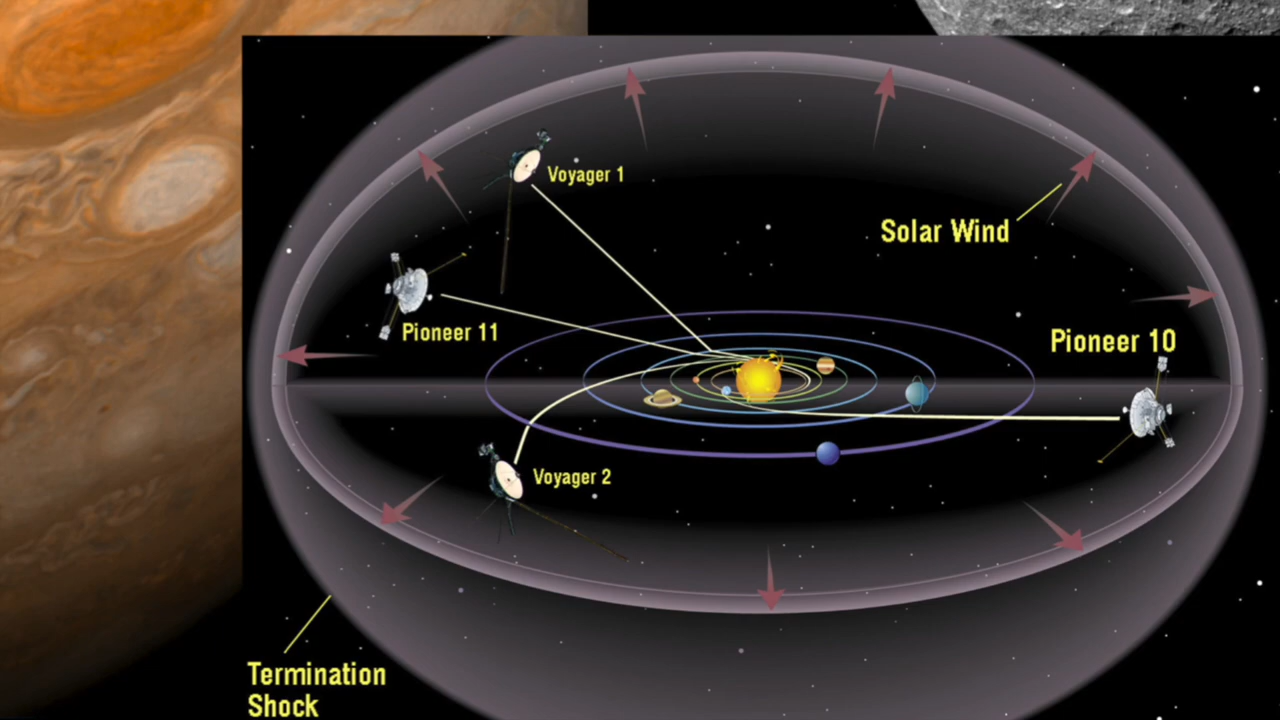 Voyager 1
Solar Wind
Pioneer 11
Pioneer 10
Voyager 2
Termination
Shock